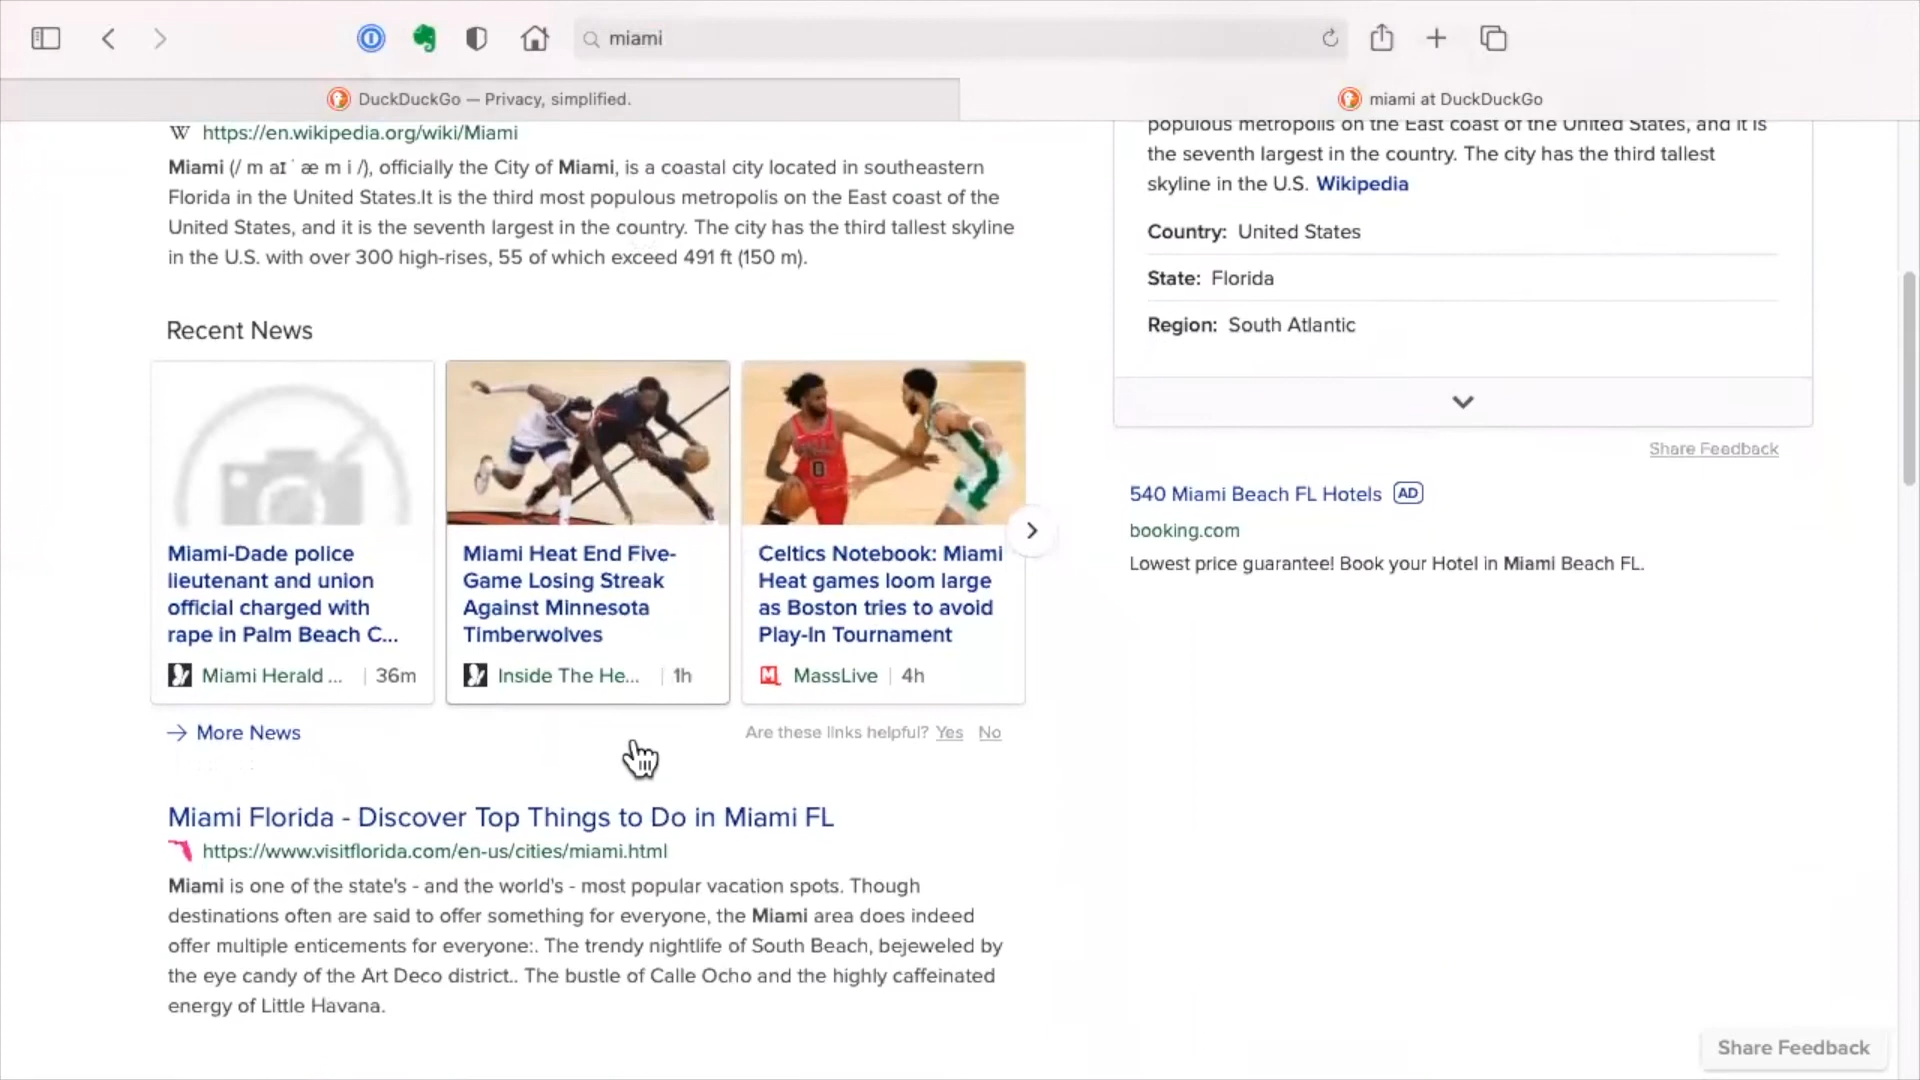 miami
DuckDuckGo — Privacy, simplified.
miami at DuckDuckGo
W https://en.wikipedia.org/wiki/Miami
Miami (/ m aɪˈæ m i /), officially the City of Miami, is a coastal city located in southeastern
Florida in the United States.It is the third most populous metropolis on the East coast of the
United States, and it is the seventh largest in the country. The city has the third tallest skyline
in the U.S. with over 300 high-rises, 55 of which exceed 491 ft (150 m).
Recent News
Miami-Dade police
lieutenant and union
official charged with
rape in Palm Beach C...
Miami Herald ... | 36m
Miami Heat End Five-
Game Losing Streak
Against Minnesota
Timberwolves
Inside The He... | 1h
0
Celtics Notebook: Miami
Heat games loom large
as Boston tries to avoid
Play-In Tournament
M MassLive | 4h
More News
Are these links helpful? Yes No
Miami Florida - Discover Top Things to Do in Miami FL
https://www.visitflorida.com/en-us/cities/miami.html
Miami is one of the state's - and the world's - most popular vacation spots. Though
destinations often are said to offer something for everyone, the Miami area does indeed
offer multiple enticements for everyone:. The trendy nightlife of South Beach, bejeweled by
the eye candy of the Art Deco district.. The bustle of Calle Ocho and the highly caffeinated
energy of Little Havana.
populous metropolis on the East coast of the United States, and it is
the seventh largest in the country. The city has the third tallest
skyline in the U.S. Wikipedia
Country: United States
State: Florida
Region: South Atlantic
Share Feedback
540 Miami Beach FL Hotels AD
booking.com
Lowest price guarantee! Book your Hotel in Miami Beach FL.
Share Feedback